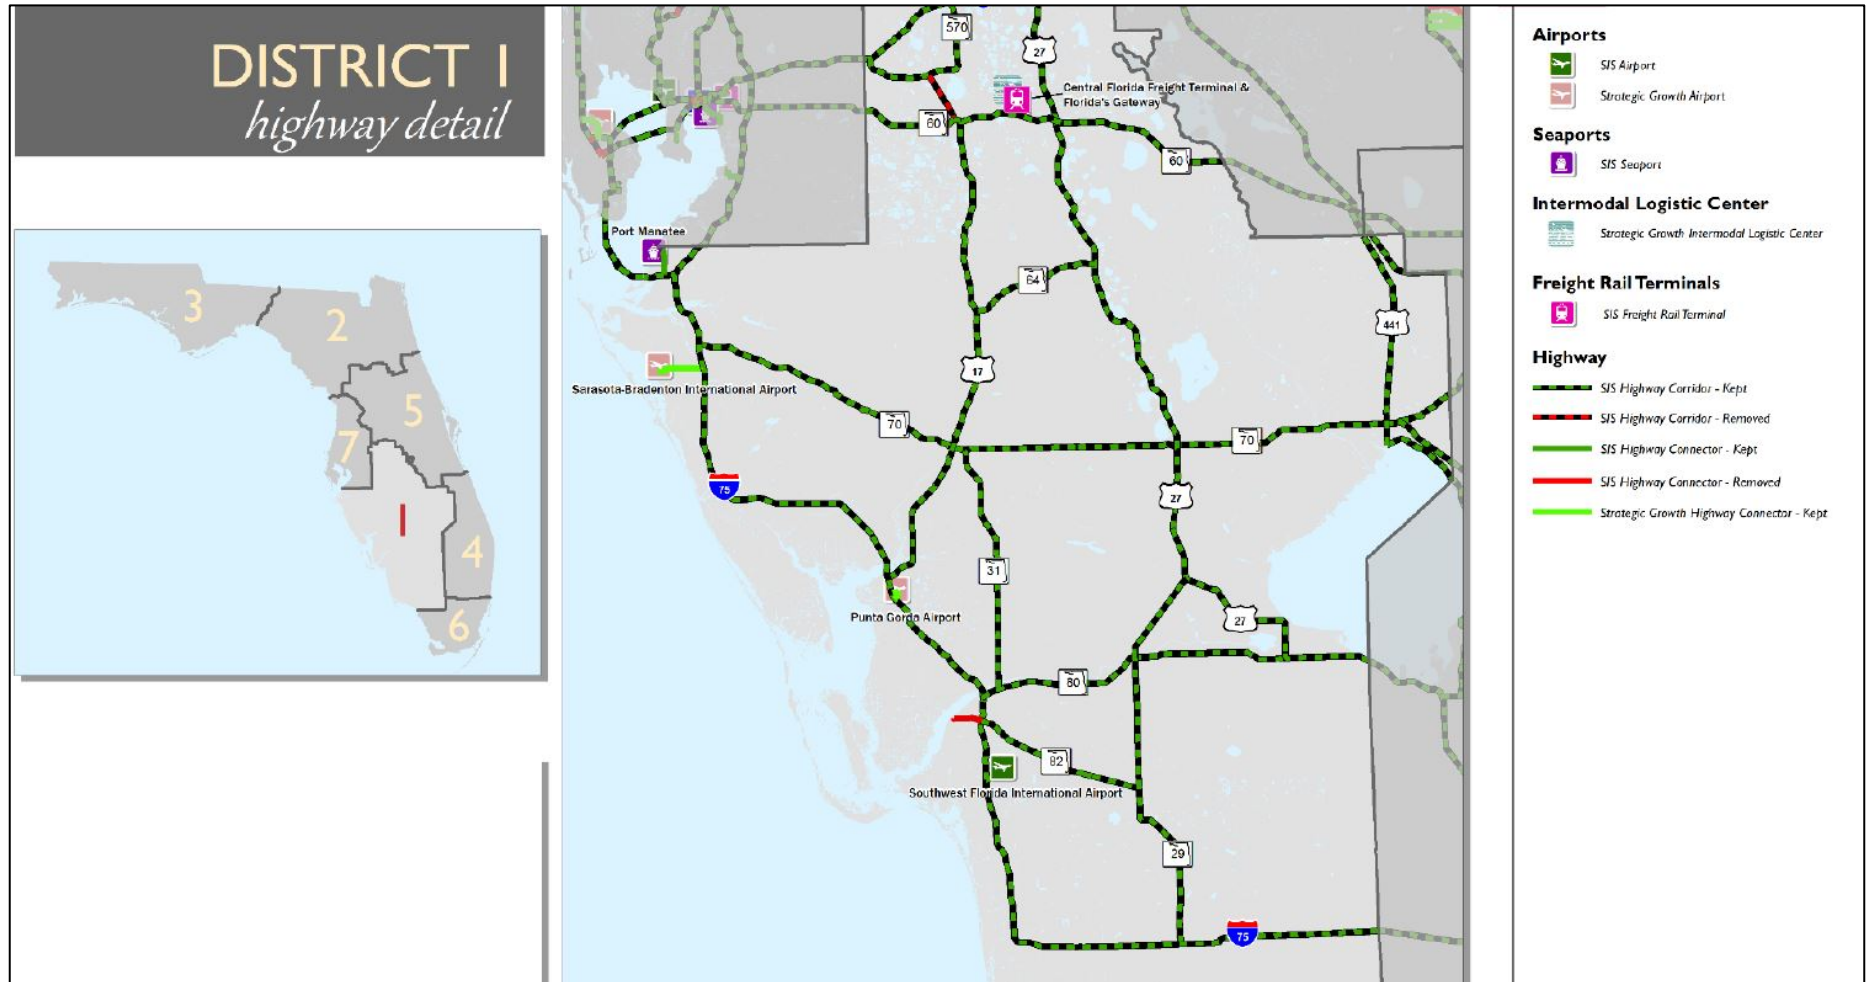 DISTRICT 1
highway detail
3
2
5
7
1
4
6
570
27
Central Florida Freight Terminal &
Florida's Gateway
60
60
Port Manatee
64
441
17
Sarasota-Bradenton International Airport
70
70
75
27
31
Punta Gorda Airport
27
80
82
Southwest Florida International Airport
29
75
Airports
SIS Airport
Strategic Growth Airport
Seaports
SIS Seaport
Intermodal Logistic Center
Strategic Growth Intermodal Logistic Center
Freight Rail Terminals
SIS Freight Rail Terminal
Highway
SIS Highway Corridor - Kept
SIS Highway Corridor - Removed
SIS Highway Connector - Kept
SIS Highway Connector - Removed
Strategic Growth Highway Connector - Kept